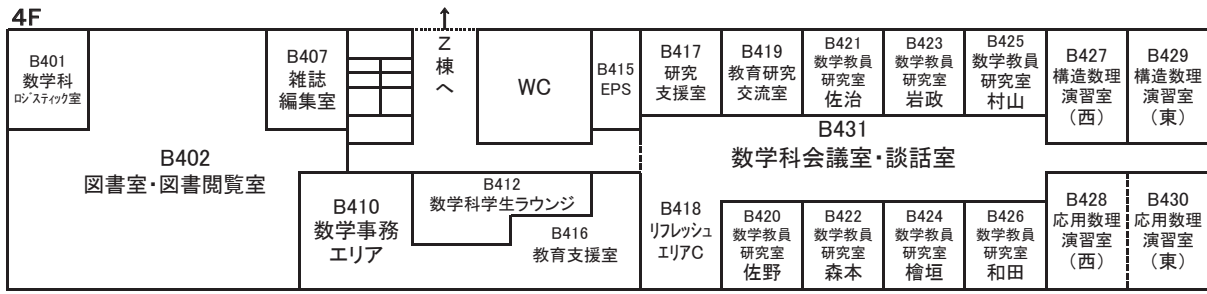 4F
B401
数学科
ロジスティック室
B402
図書室・図書閲覧室
B407
雑誌
編集室
Z
棟
へ
WC
B415
EPS
B417
研究
支援室
B419
教育研究
交流室
B421
数学教員
研究室
佐治
B423
数学教員
研究室
岩政
B425
数学教員
研究室
村山
B427
構造数理
演習室
(西)
B429
構造数理
演習室
(東)
B431
数学科会議室・談話室
B410
数学事務
エリア
B412
数学科学生ラウンジ
B416
教育支援室
B418
リフレッシュ
エリアC
B420
数学教員
研究室
佐野
B422
数学教員
研究室
森本
B424
数学教員
研究室
檜垣
B426
数学教員
研究室
和田
B428
応用数理
演習室
(西)
B430
応用数理
演習室
(東)